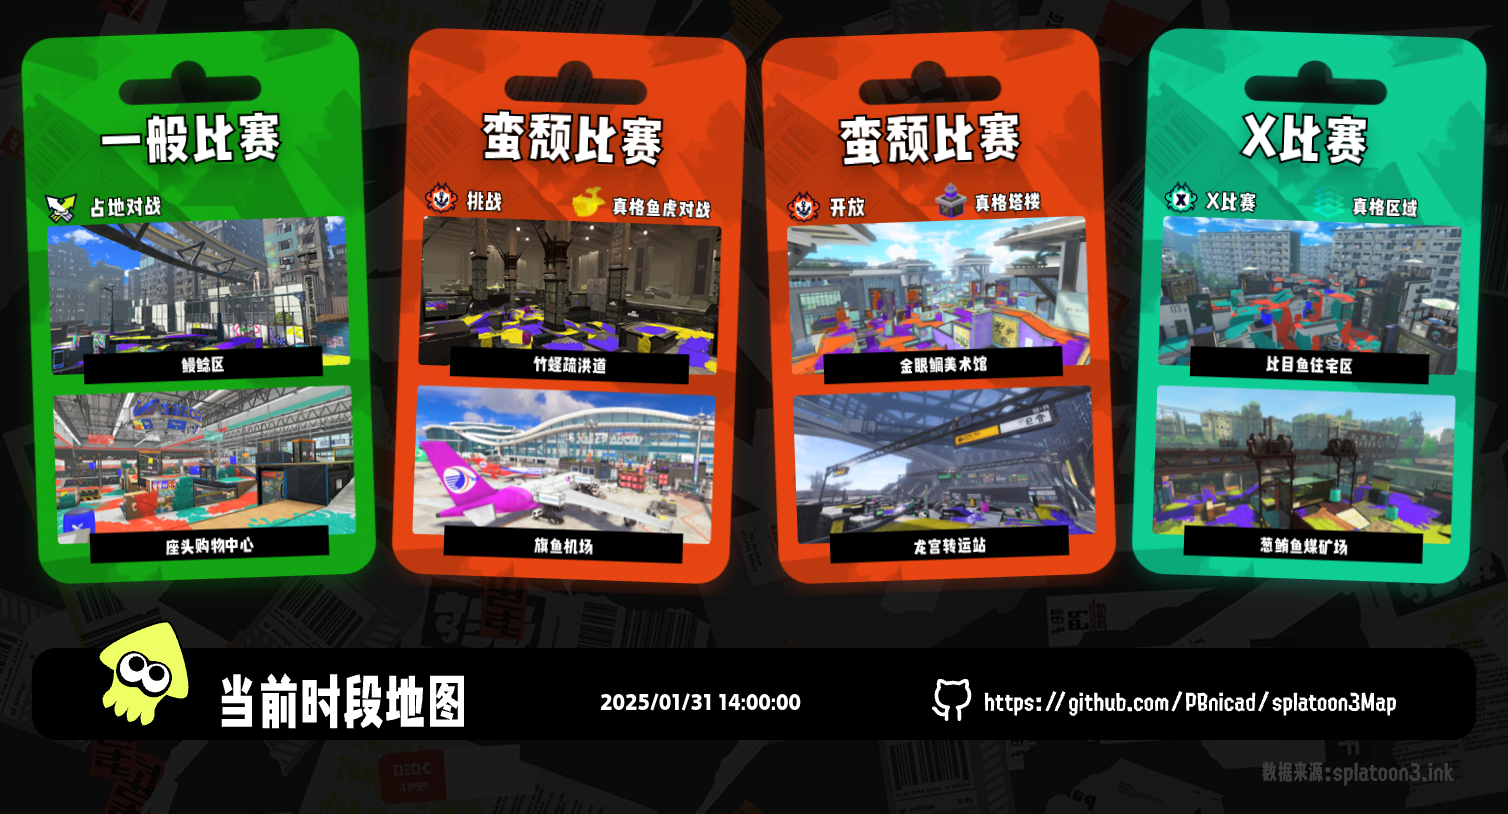 一般比赛
占地对战
鳗鲶区
座头购物中心
蛮颓比赛
挑战
真格鱼虎对战
竹蛏疏洪道
旗鱼机场
蛮颓比赛
开放
真格塔楼
金眼鲷美术馆
龙宫转运站
X比赛
X比赛
真格区域
比目鱼住宅区
葱鲔鱼煤矿场
当前时段地图
2025/01/31 14:00:00
https://github.com/PBnicad/splatoon3Map
数据来源:splatoon3.ink